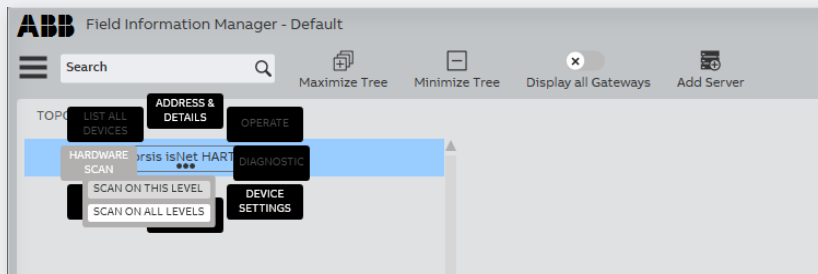 ABB Field Information Manager - Default
Search
Maximize Tree
Minimize Tree
Display all Gateways
Add Server
TOPO
LIST ALL
DEVICES
ADDRESS &
DETAILS
OPERATE
HARDWARE
SCAN
orsis isNet HART
DIAGNOSTIC
SCAN ON THIS LEVEL
SCAN ON ALL LEVELS
DEVICE
SETTINGS